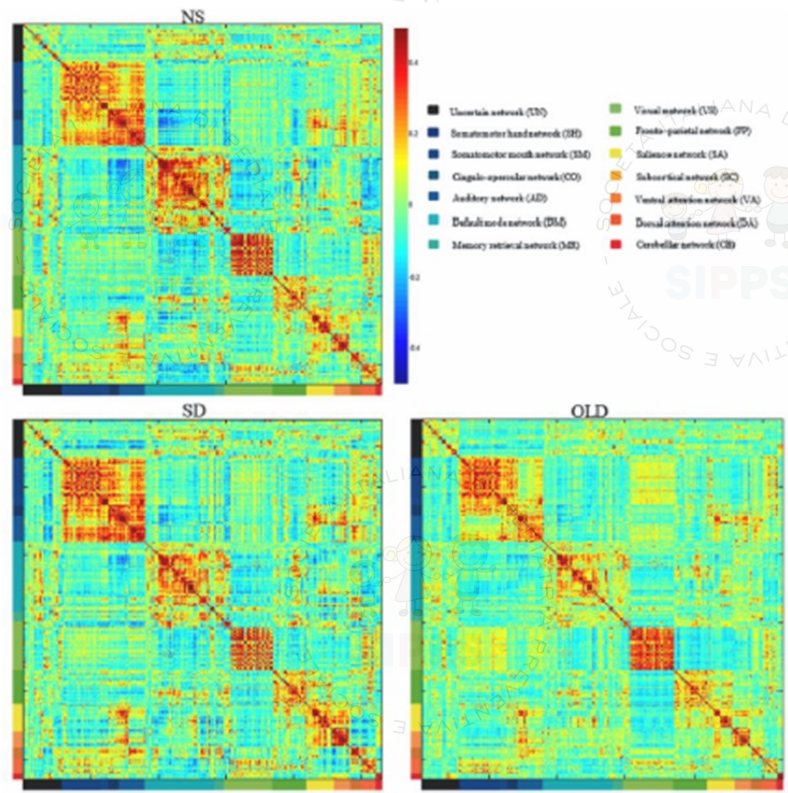 NS
0.4
0.2
0
-0.2
-0.4
Uncertain network (UN)
Somatomotor hand network (SH)
Somatomotor mouth network (SM)
Cingulo-opercular network (CO)
Auditory network (AD)
Default mode network (DM)
Memory retrieval network (MR)
Visual network (VS)
Fronto-parietal network (FP)
Salience network (SA)
Subcortical network (SC)
Ventral attention network (VA)
Dorsal attention network (DA)
Cerebellar network (CB)
SIPPS
SD
OLD